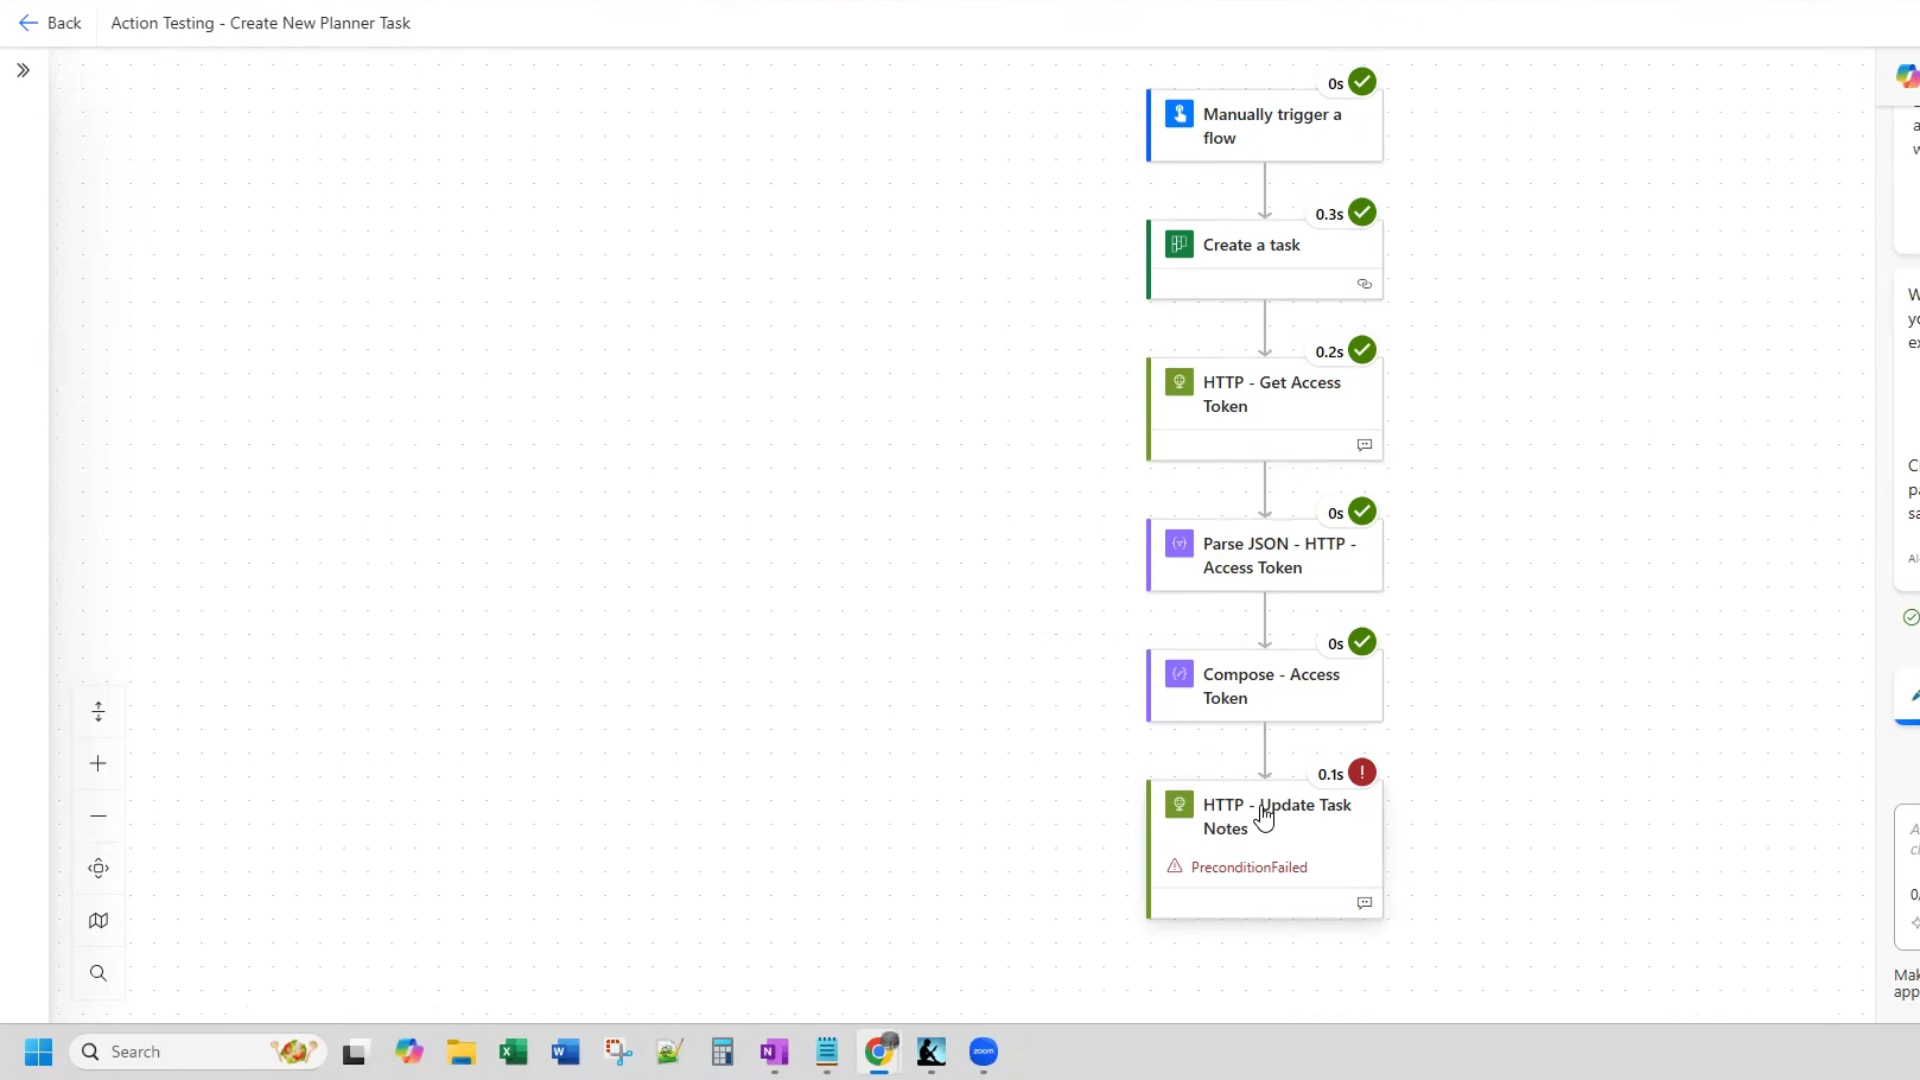 Back
Action Testing - Create New Planner Task
0s
Manually trigger a
flow
0.3s
Create a task
0.2s
HTTP - Get Access
Token
0s
Parse JSON - HTTP -
Access Token
0s
Compose - Access
Token
0.1s
HTTP - Update Task
Notes
PreconditionFailed
Search
zoom